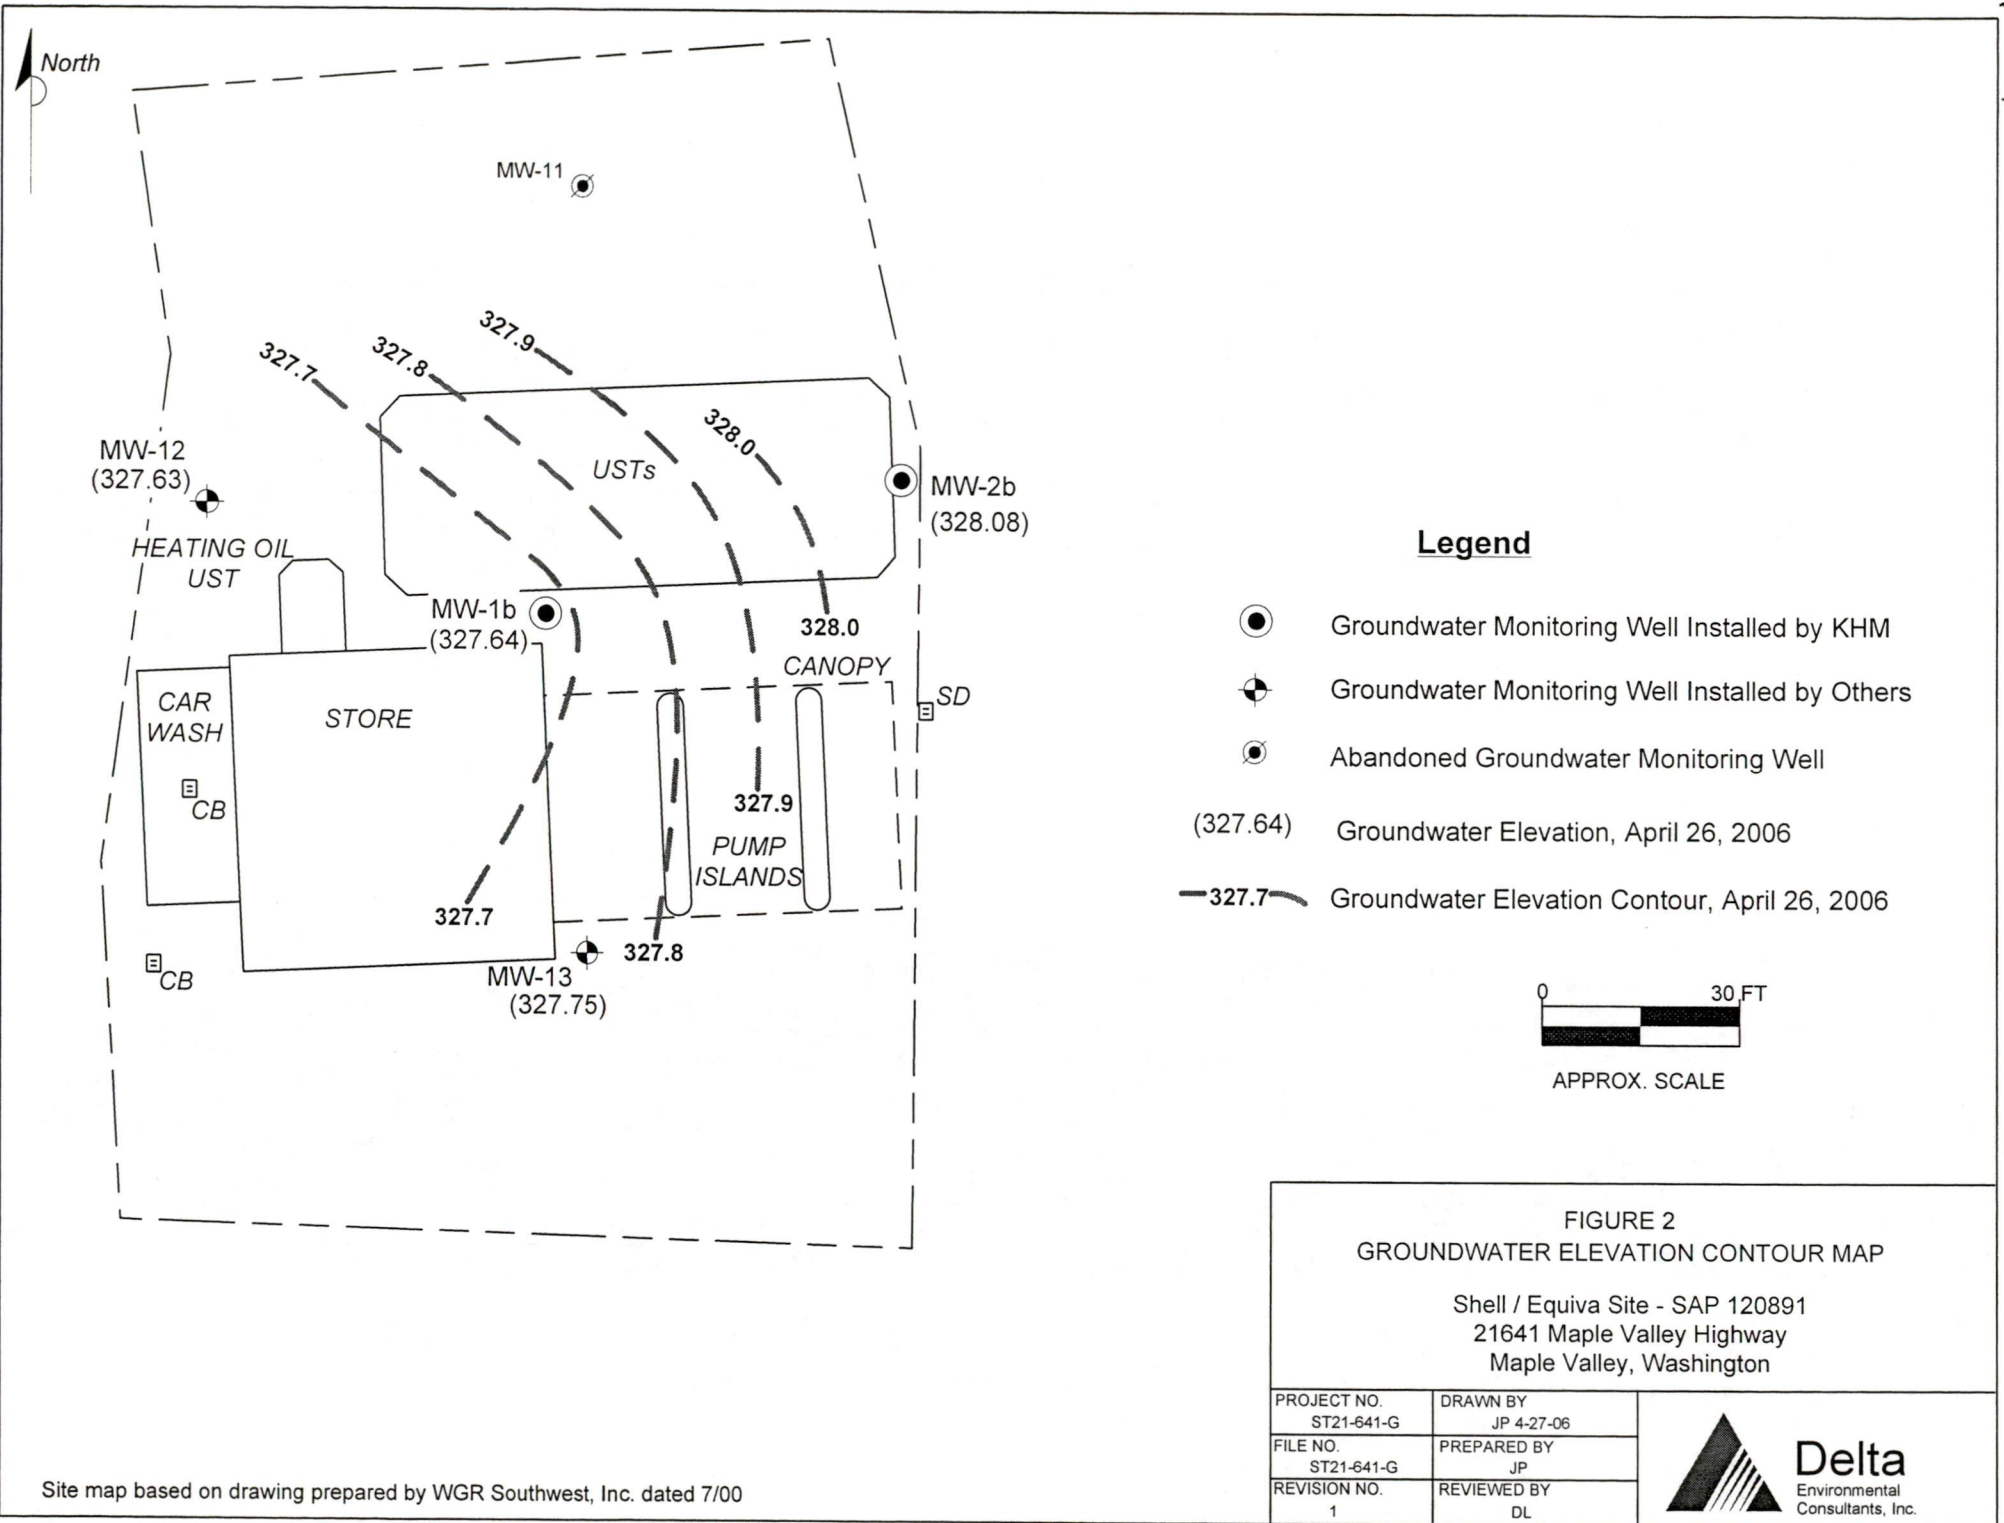 North
MW-11
327.9
327.8
327.7
328.0
USTs
MW-12
(327.63)
MW-2b
(328.08)
HEATING OIL
UST
MW-1b
(327.64)
328.0
CANOPY
SD
CAR
WASH
STORE
CB
327.9
PUMP
ISLANDS
327.7
327.8
CB
MW-13
(327.75)
Legend
Groundwater Monitoring Well Installed by KHM
Groundwater Monitoring Well Installed by Others
Abandoned Groundwater Monitoring Well
(327.64) Groundwater Elevation, April 26, 2006
327.7 Groundwater Elevation Contour, April 26, 2006
0 30 FT
APPROX. SCALE
FIGURE 2
GROUNDWATER ELEVATION CONTOUR MAP
Shell / Equiva Site - SAP 120891
21641 Maple Valley Highway
Maple Valley, Washington
PROJECT NO.
ST21-641-G
DRAWN BY
JP 4-27-06
FILE NO.
ST21-641-G
PREPARED BY
JP
REVISION NO.
1
REVIEWED BY
DL
Delta
Environmental
Consultants, Inc.
Site map based on drawing prepared by WGR Southwest, Inc. dated 7/00